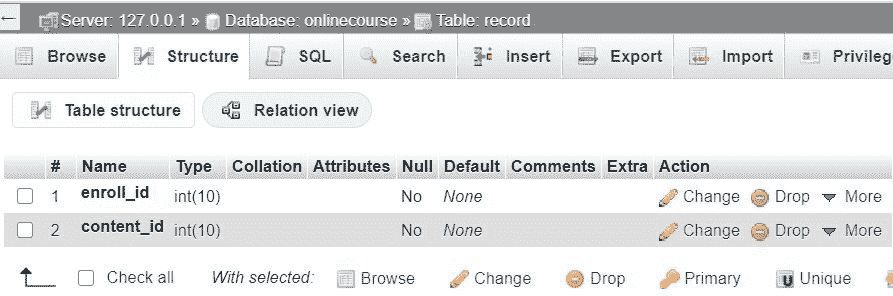 ← Server: 127.0.0.1 » Database: onlinecourse » Table: record
Browse Structure SQL Search Insert Export Import Privileg
Table structure Relation view
# Name Type Collation Attributes Null Default Comments Extra Action
1 enroll_id int(10) No None Change Drop More
2 content_id int(10) No None Change Drop More
Check all With selected: Browse Change Drop Primary Unique